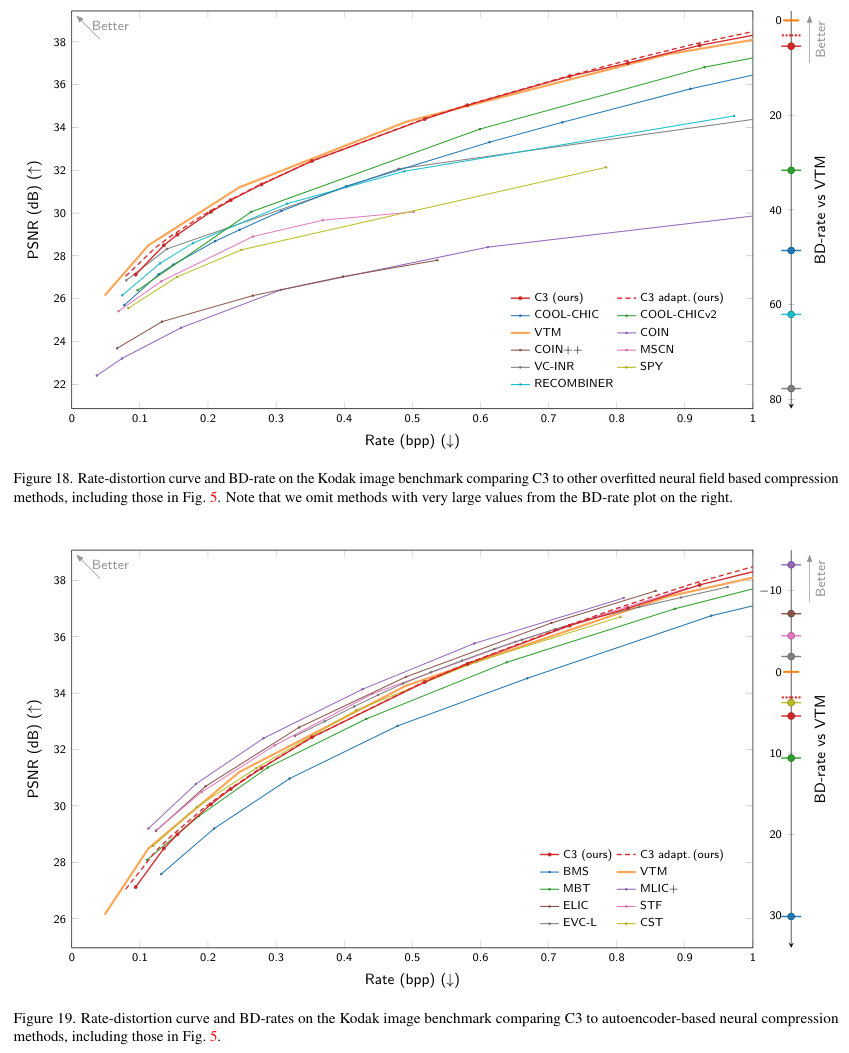 Better
38
36
34
32
30
28
26
24
22
PSNR (dB) (↑)
0
0.1
0.2
0.3
0.4
0.5
0.6
0.7
0.8
0.9
1
Rate (bpp) (↓)
C3 (ours)
C3 adapt. (ours)
COOL-CHIC
COOL-CHICv2
VTM
COIN
COIN++
MSCN
VC-INR
SPY
RECOMBINER
0
20
40
60
80
Better
BD-rate vs VTM
Figure 18. Rate-distortion curve and BD-rate on the Kodak image benchmark comparing C3 to other overfitted neural field based compression
methods, including those in Fig. 5. Note that we omit methods with very large values from the BD-rate plot on the right.
Better
38
36
34
32
30
28
26
PSNR (dB) (↑)
0
0.1
0.2
0.3
0.4
0.5
0.6
0.7
0.8
0.9
1
Rate (bpp) (↓)
C3 (ours)
C3 adapt. (ours)
BMS
VTM
MBT
MLIC+
ELIC
STF
EVC-L
CST
−10
0
10
20
30
Better
BD-rate vs VTM
Figure 19. Rate-distortion curve and BD-rates on the Kodak image benchmark comparing C3 to autoencoder-based neural compression
methods, including those in Fig. 5.